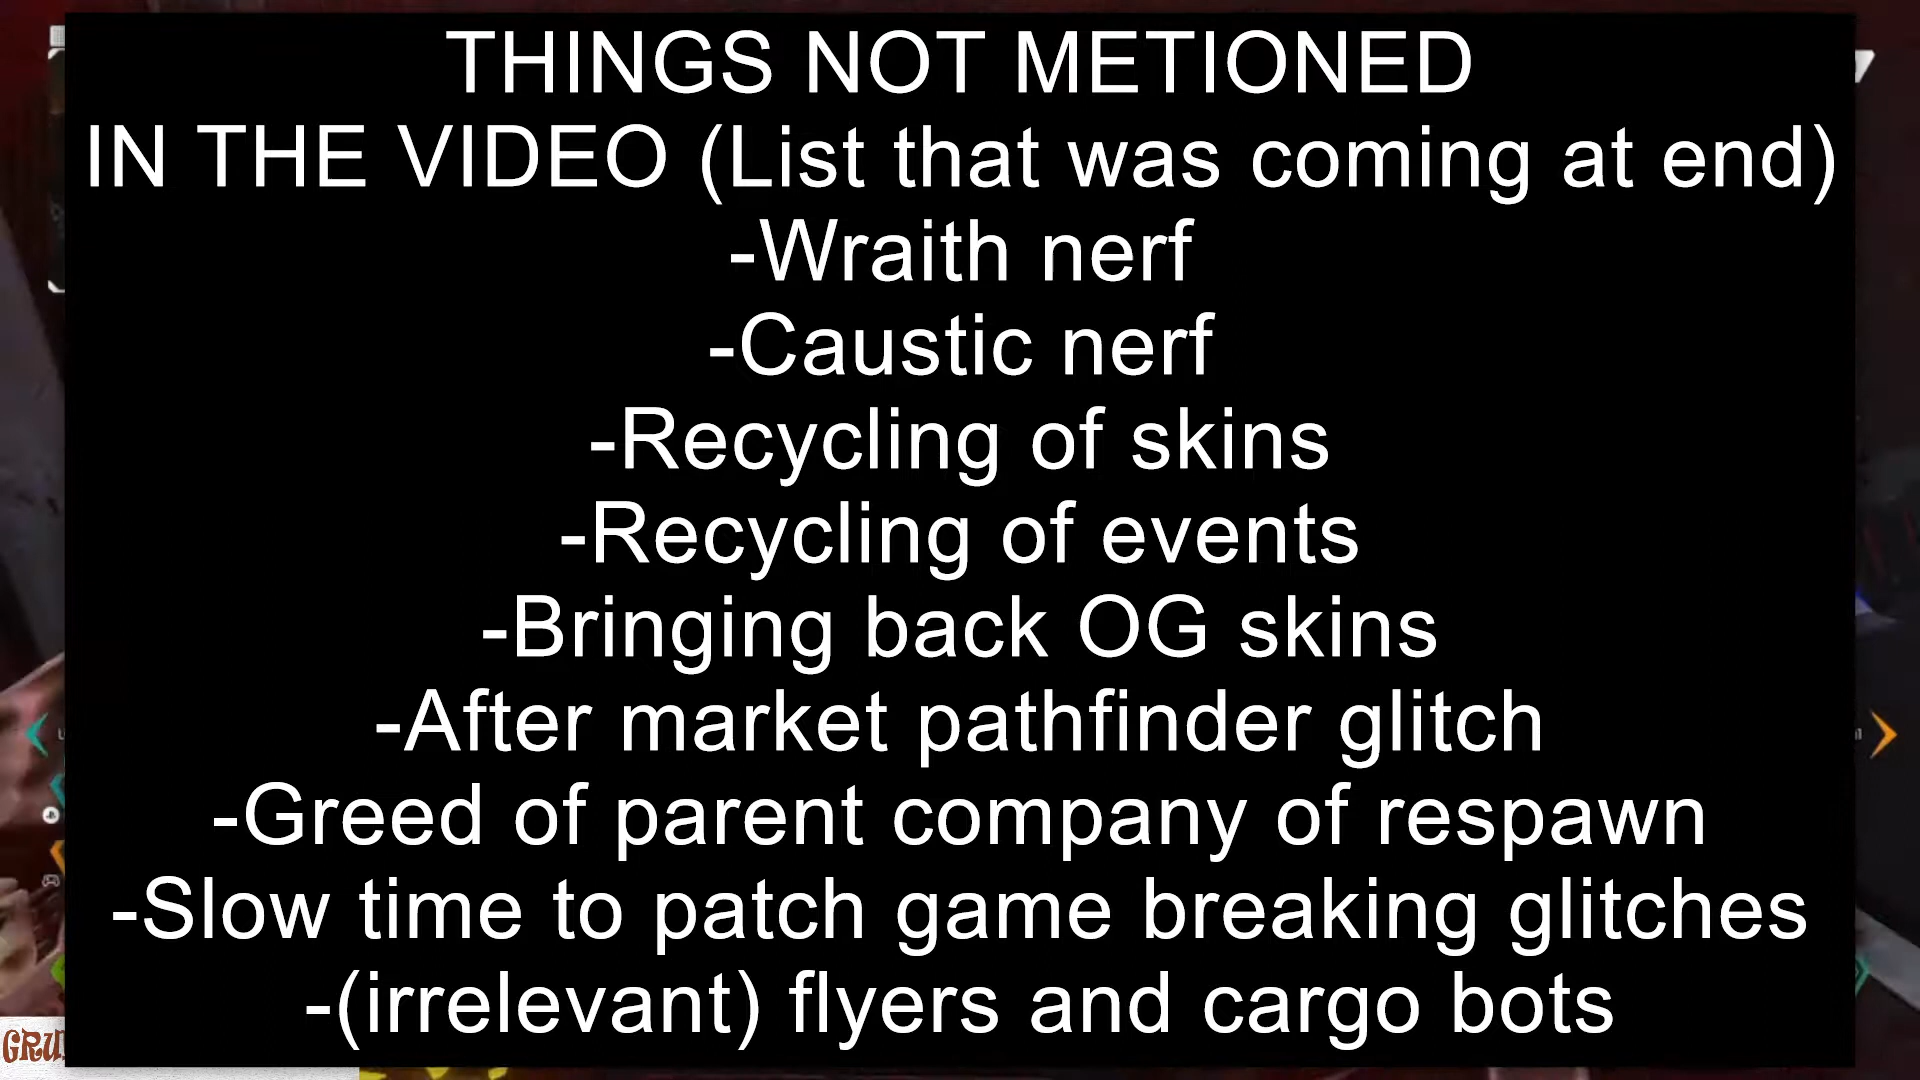 THINGS NOT METIONED
IN THE VIDEO (List that was coming at end)
-Wraith nerf
-Caustic nerf
-Recycling of skins
-Recycling of events
-Bringing back OG skins
-After market pathfinder glitch
-Greed of parent company of respawn
-Slow time to patch game breaking glitches
-(irrelevant) flyers and cargo bots